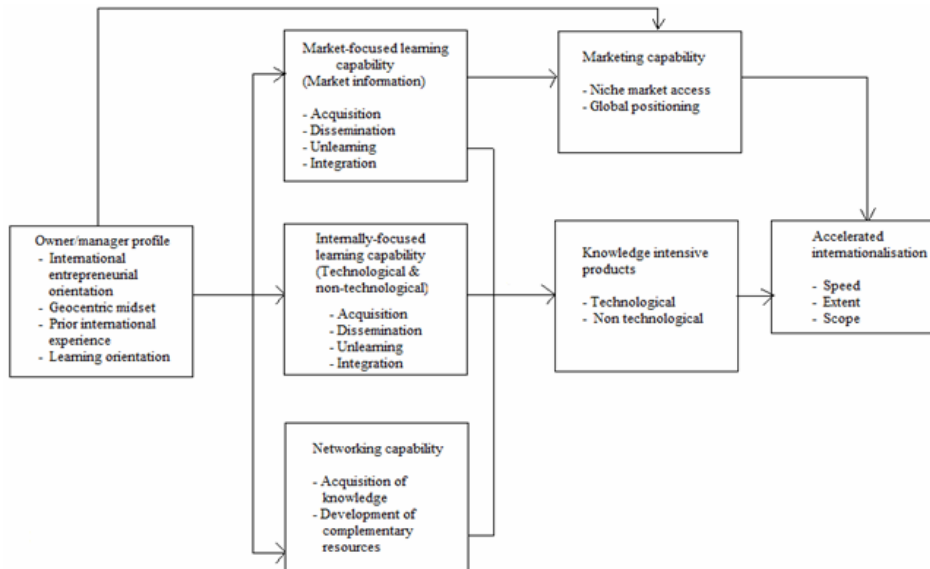 Market-focused learning
capability
(Market information)
- Acquisition
- Dissemination
- Unlearning
- Integration
Marketing capability
- Niche market access
- Global positioning
Owner/manager profile
- International
entrepreneurial
orientation
- Geocentric midset
- Prior international
experience
- Learning orientation
Internally-focused
learning capability
(Technological &
non-technological)
- Acquisition
- Dissemination
- Unlearning
- Integration
Knowledge intensive
products
- Technological
- Non technological
Accelerated
internationalisation
- Speed
- Extent
- Scope
Networking capability
- Acquisition of
knowledge
- Development of
complementary
resources